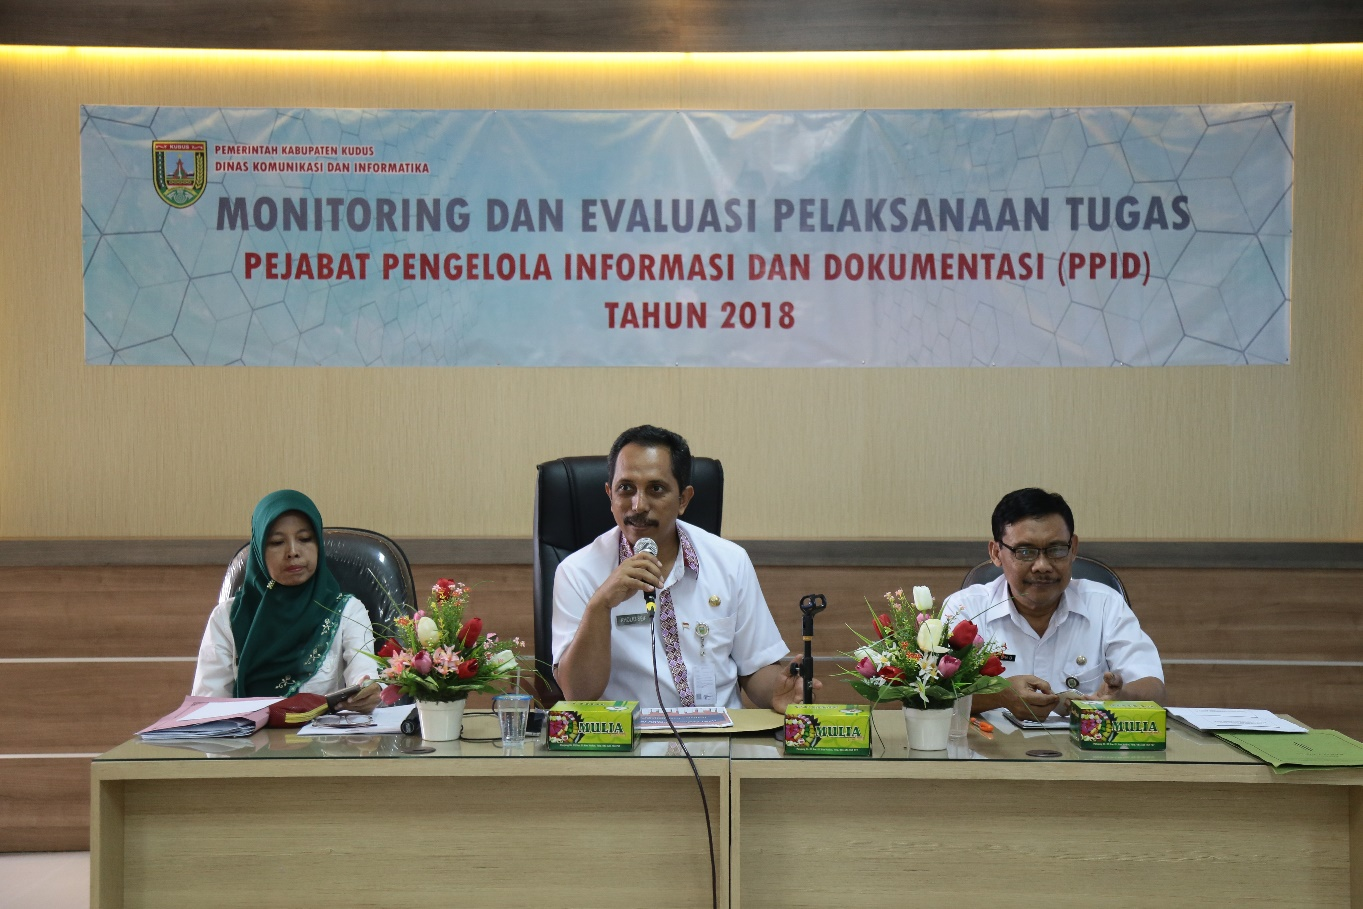 KUDUS
PEMERINTAH KABUPATEN KUDUS
DINAS KOMUNIKASI DAN INFORMATIKA
MONITORING DAN EVALUASI PELAKSANAAN TUGAS
PEJABAT PENGELOLA INFORMASI DAN DOKUMENTASI (PPID)
TAHUN 2018
MULIA
MULIA
MULIA